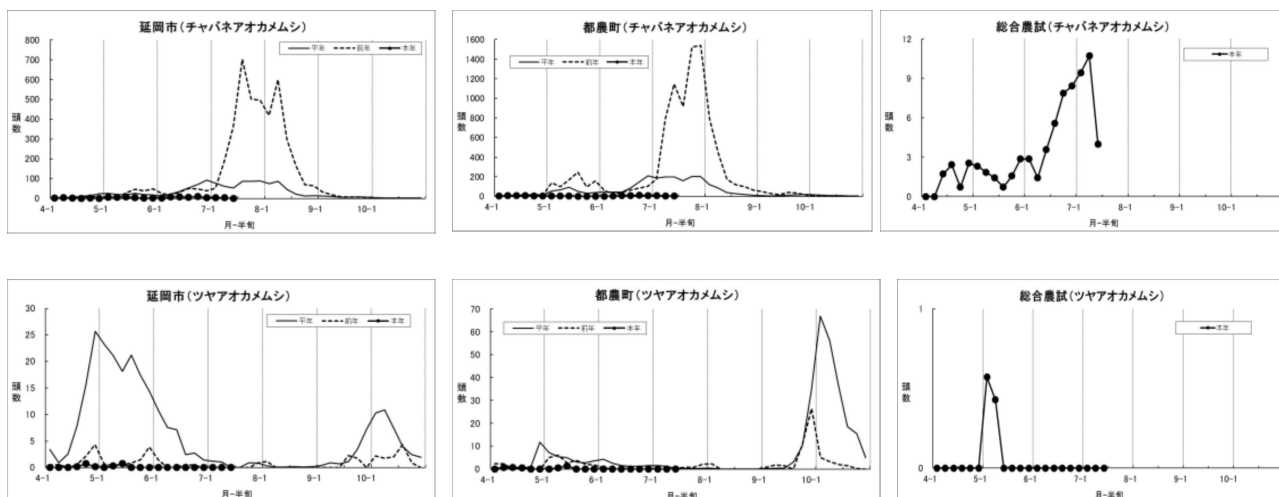 延岡市(チャバネアオカメムシ)
800
700
600
500
400
300
200
100
0
頭数
平年 前年 本年
4-1 5-1 6-1 7-1 8-1 9-1 10-1
月-半旬
都農町(チャバネアオカメムシ)
1600
1400
1200
1000
800
600
400
200
0
頭数
平年 前年 本年
4-1 5-1 6-1 7-1 8-1 9-1 10-1
月-半旬
総合農試(チャバネアオカメムシ)
12
9
6
3
0
頭数
本年
4-1 5-1 6-1 7-1 8-1 9-1 10-1
月-半旬
延岡市(ツヤアオカメムシ)
30
25
20
15
10
5
0
頭数
平年 前年 本年
4-1 5-1 6-1 7-1 8-1 9-1 10-1
月-半旬
都農町(ツヤアオカメムシ)
70
60
50
40
30
20
10
0
頭数
平年 前年 本年
4-1 5-1 6-1 7-1 8-1 9-1 10-1
月-半旬
総合農試(ツヤアオカメムシ)
1
0
頭数
本年
4-1 5-1 6-1 7-1 8-1 9-1 10-1
月-半旬